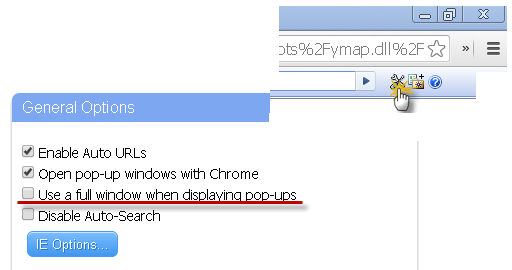 ots%2Fymap.dll%2F
General Options
Enable Auto URLs
Open pop-up windows with Chrome
Use a full window when displaying pop-ups
Disable Auto-Search
IE Options...